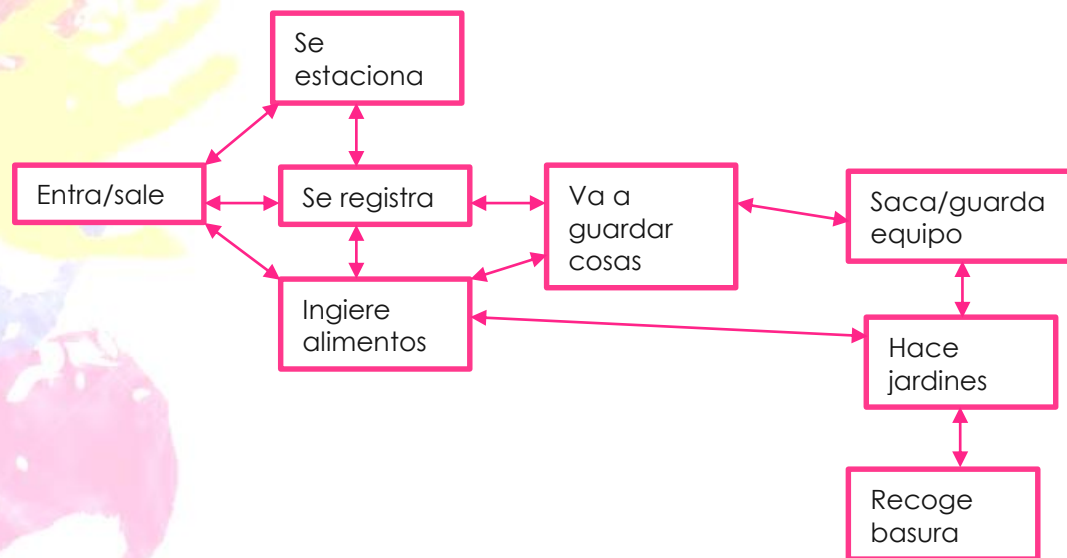 Se
estaciona
Entra/sale
Se registra
Va a
guardar
cosas
Saca/guarda
equipo
Ingiere
alimentos
Hace
jardines
Recoge
basura